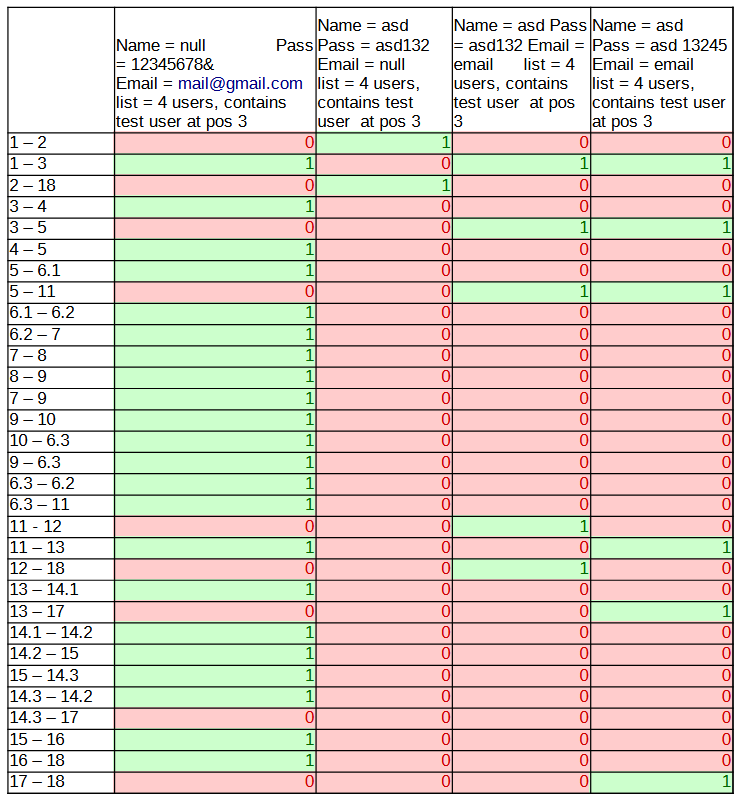 Name = null Pass = 12345678& Email = mail@gmail.com list = 4 users, contains test user at pos 3
Name = asd Pass = asd132 Email = null list = 4 users, contains test user at pos 3
Name = asd Pass = asd132 Email = email list = 4 users, contains test user at pos 3
Name = asd Pass = asd 13245 Email = email list = 4 users, contains test user at pos 3
1 – 2 0 1 0 0
1 – 3 1 0 1 1
2 – 18 0 1 0 0
3 – 4 1 0 0 0
3 – 5 0 0 1 1
4 – 5 1 0 0 0
5 – 6.1 1 0 0 0
5 – 11 0 0 1 1
6.1 – 6.2 1 0 0 0
6.2 – 7 1 0 0 0
7 – 8 1 0 0 0
8 – 9 1 0 0 0
7 – 9 1 0 0 0
9 – 10 1 0 0 0
10 – 6.3 1 0 0 0
9 – 6.3 1 0 0 0
6.3 – 6.2 1 0 0 0
6.3 – 11 1 0 0 0
11 - 12 0 0 1 0
11 – 13 1 0 0 1
12 – 18 0 0 1 0
13 – 14.1 1 0 0 0
13 – 17 0 0 0 1
14.1 – 14.2 1 0 0 0
14.2 – 15 1 0 0 0
15 – 14.3 1 0 0 0
14.3 – 14.2 1 0 0 0
14.3 – 17 0 0 0 0
15 – 16 1 0 0 0
16 – 18 1 0 0 0
17 – 18 0 0 0 1